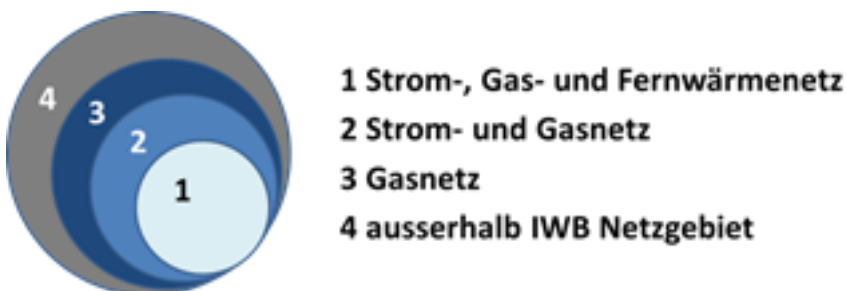 4
3
2
1
1 Strom-, Gas- und Fernwärmenetz
2 Strom- und Gasnetz
3 Gasnetz
4 ausserhalb IWB Netzgebiet